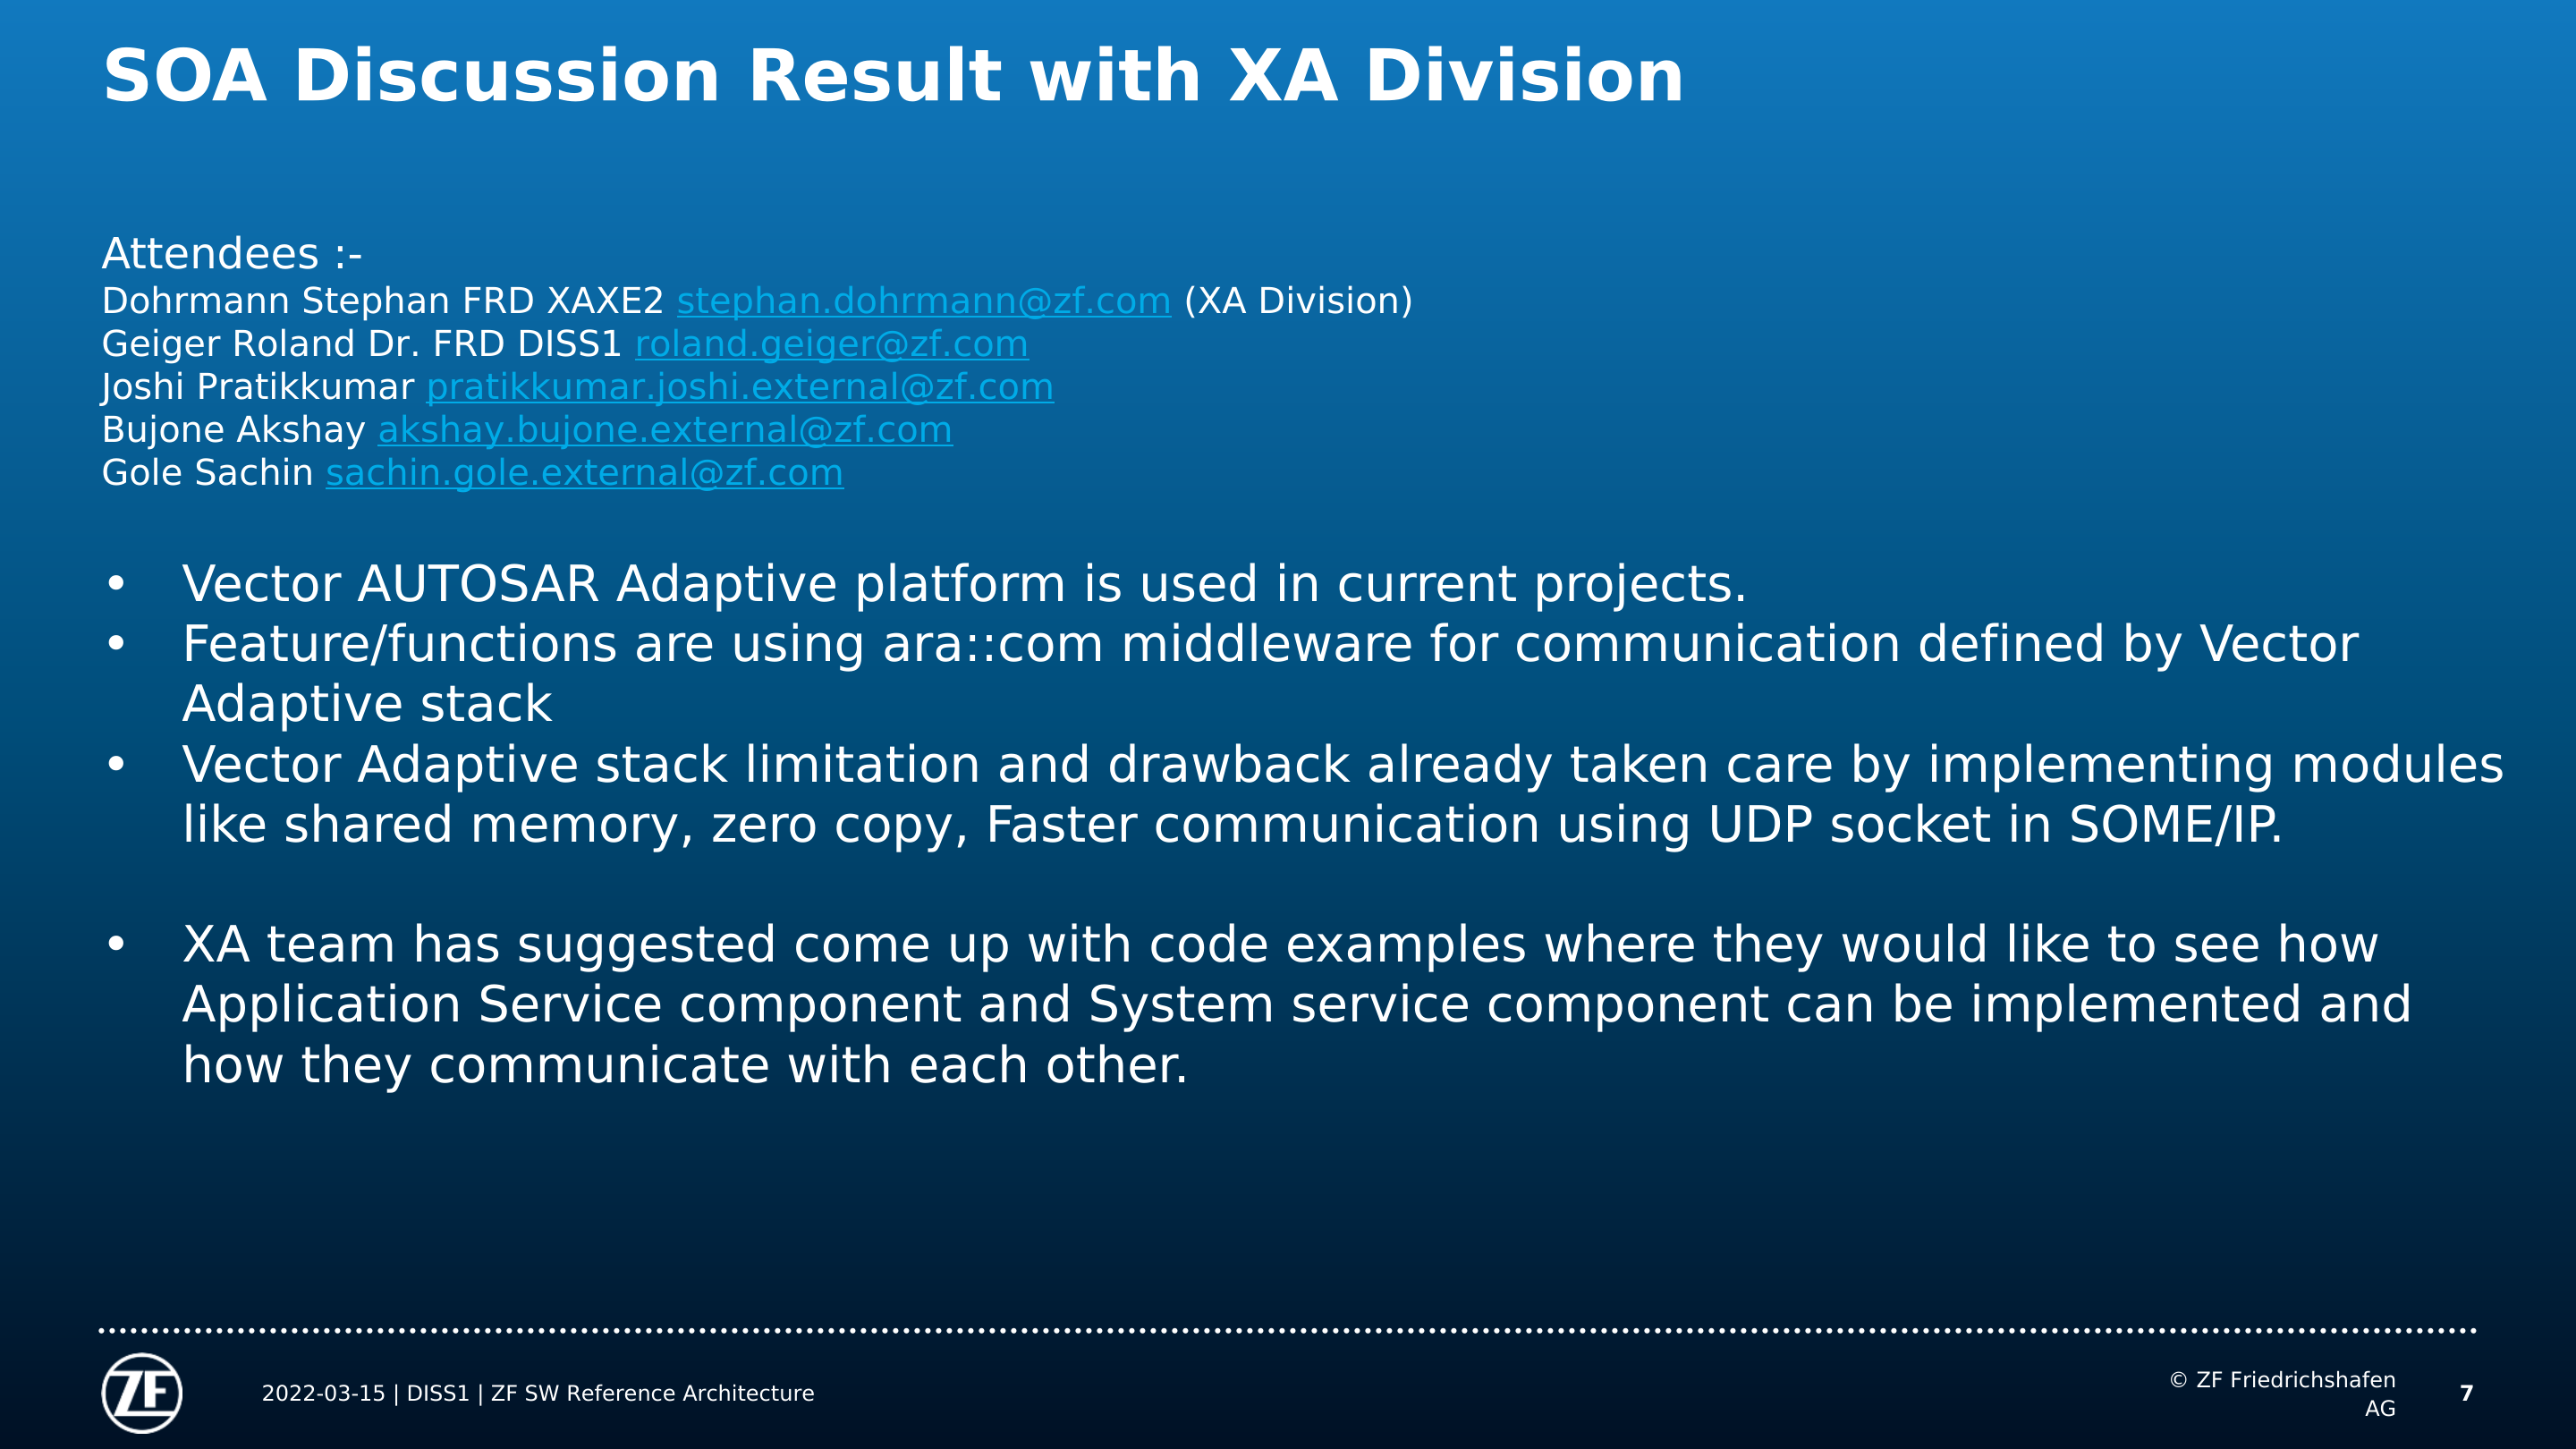 SOA Discussion Result with XA Division
Attendees :-
Dohrmann Stephan FRD XAXE2 stephan.dohrmann@zf.com (XA Division)
Geiger Roland Dr. FRD DISS1 roland.geiger@zf.com
Joshi Pratikkumar pratikkumar.joshi.external@zf.com
Bujone Akshay akshay.bujone.external@zf.com
Gole Sachin sachin.gole.external@zf.com
• Vector AUTOSAR Adaptive platform is used in current projects.
• Feature/functions are using ara::com middleware for communication defined by Vector
Adaptive stack
• Vector Adaptive stack limitation and drawback already taken care by implementing modules
like shared memory, zero copy, Faster communication using UDP socket in SOME/IP.
• XA team has suggested come up with code examples where they would like to see how
Application Service component and System service component can be implemented and
how they communicate with each other.
ZF
2022-03-15 | DISS1 | ZF SW Reference Architecture
© ZF Friedrichshafen
AG
7